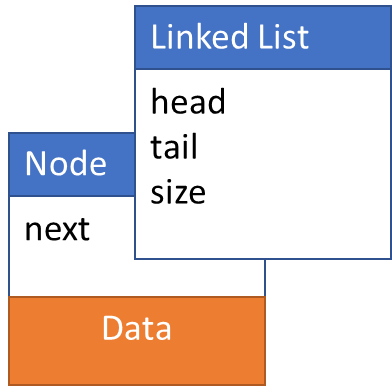 Linked List
head
tail
size
Node
next
Data